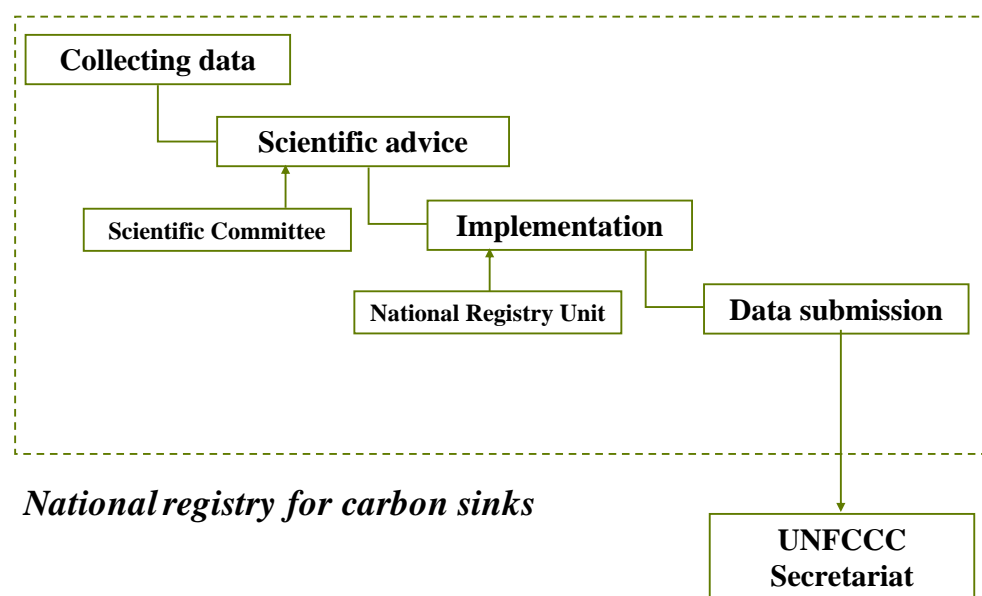 Collecting data
Scientific advice
Scientific Committee
Implementation
National Registry Unit
Data submission
National registry for carbon sinks
UNFCCC
Secretariat